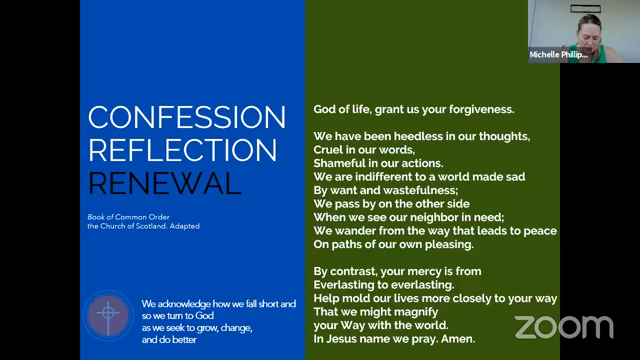 Michelle Phillip...
CONFESSION
REFLECTION
RENEWAL
Book of Common Order
the Church of Scotland. Adapted
We acknowledge how we fall short and
so we turn to God
as we seek to grow, change,
and do better
God of life, grant us your forgiveness.
We have been heedless in our thoughts,
Cruel in our words,
Shameful in our actions.
We are indifferent to a world made sad
By want and wastefulness;
We pass by on the other side
When we see our neighbor in need;
We wander from the way that leads to peace
On paths of our own pleasing.
By contrast, your mercy is from
Everlasting to everlasting.
Help mold our lives more closely to your way
That we might magnify
your Way with the world.
In Jesus name we pray. Amen.
zoom